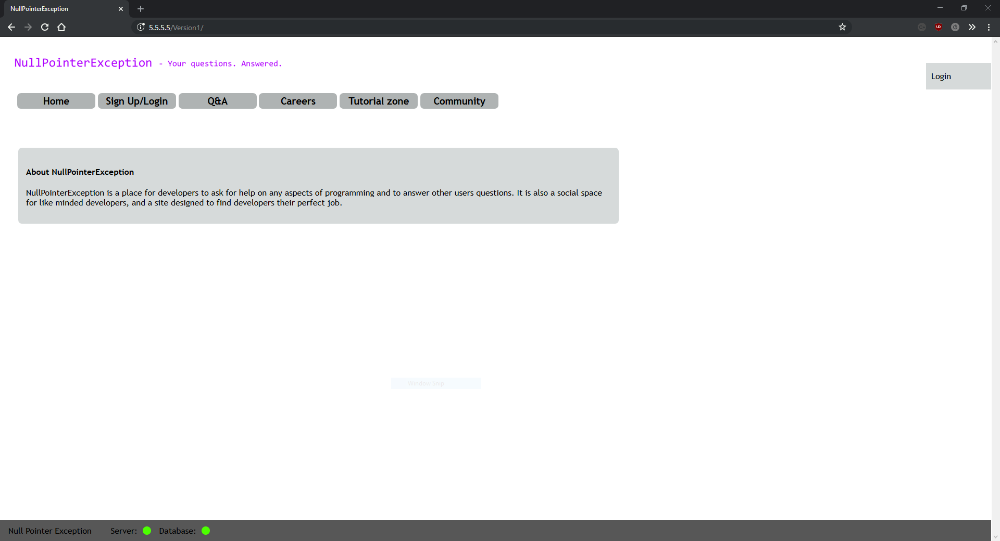 NullPointerException
5.5.5.5/Version1/
NullPointerException - Your questions. Answered.
Login
Home Sign Up/Login Q&A Careers Tutorial zone Community
About NullPointerException
NullPointerException is a place for developers to ask for help on any aspects of programming and to answer other users questions. It is also a social space
for like minded developers, and a site designed to find developers their perfect job.
Window Snip
Null Pointer Exception Server: Database: